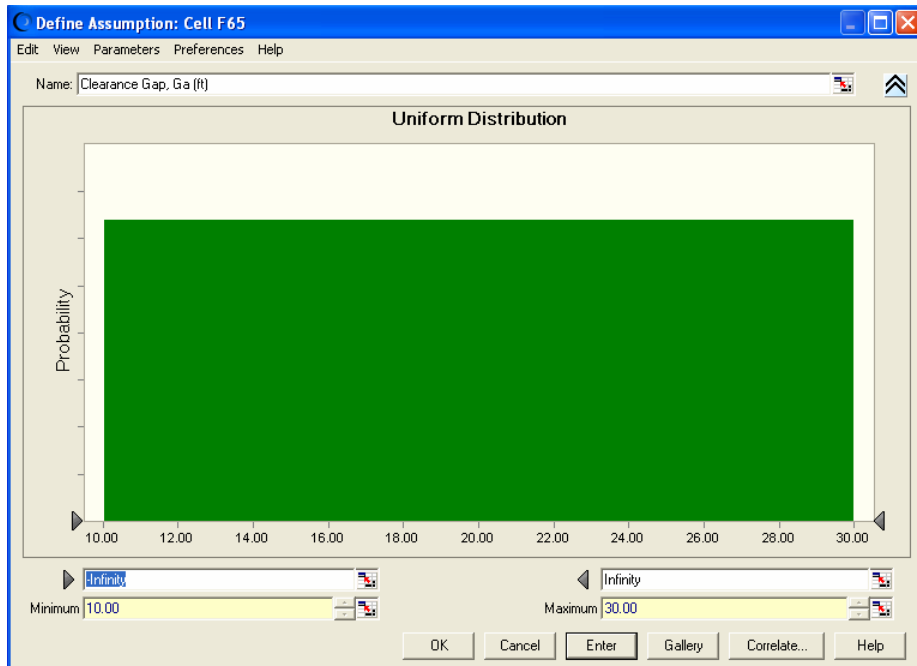 Define Assumption: Cell F65
Edit View Parameters Preferences Help
Name: Clearance Gap, Ga (ft)
Uniform Distribution
Probability
10.00 12.00 14.00 16.00 18.00 20.00 22.00 24.00 26.00 28.00 30.00
-Infinity Infinity
Minimum 10.00 Maximum 30.00
OK Cancel Enter Gallery Correlate... Help